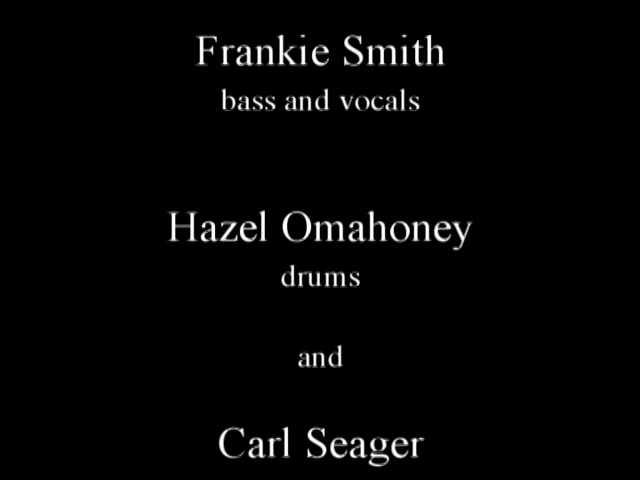 Frankie Smith
bass and vocals
Hazel Omahoney
drums
and
Carl Seager